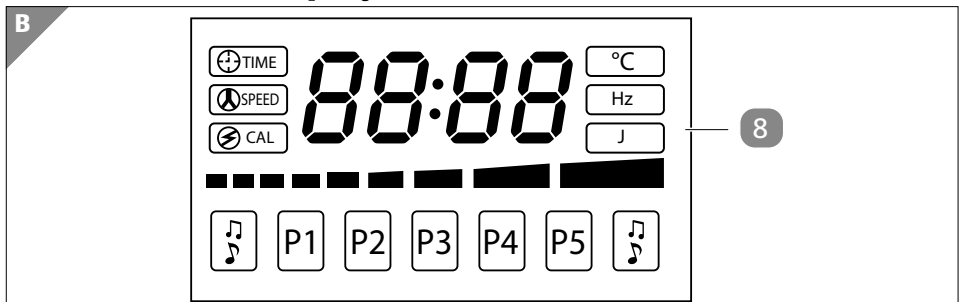 B
TIME
88:88
°C
SPEED
Hz
CAL
J
8
P1 P2 P3 P4 P5